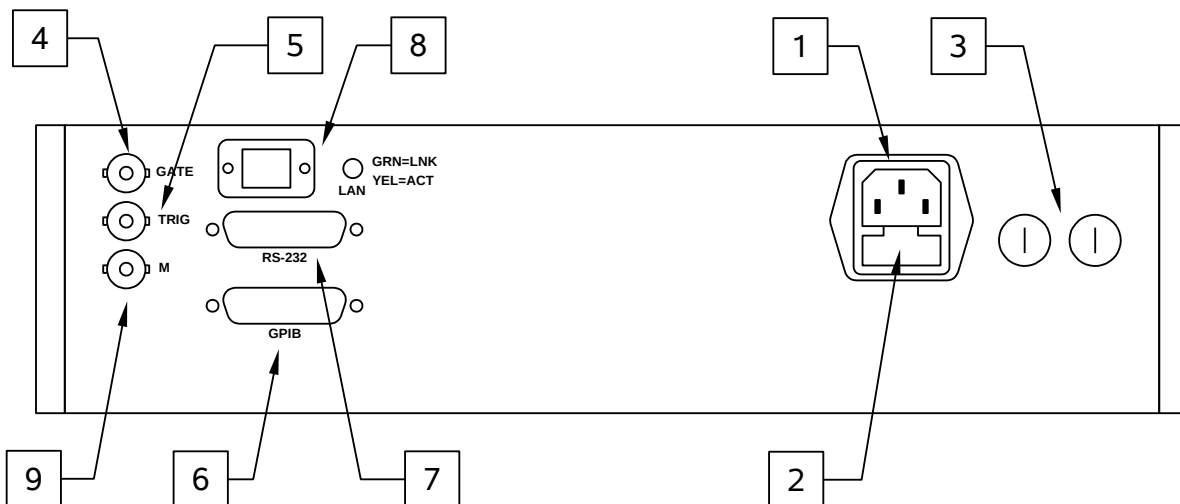 4
5
8
1
3
GATE
TRIG
M
GRN=LNK
LAN
YEL=ACT
RS-232
GPIB
9
6
7
2